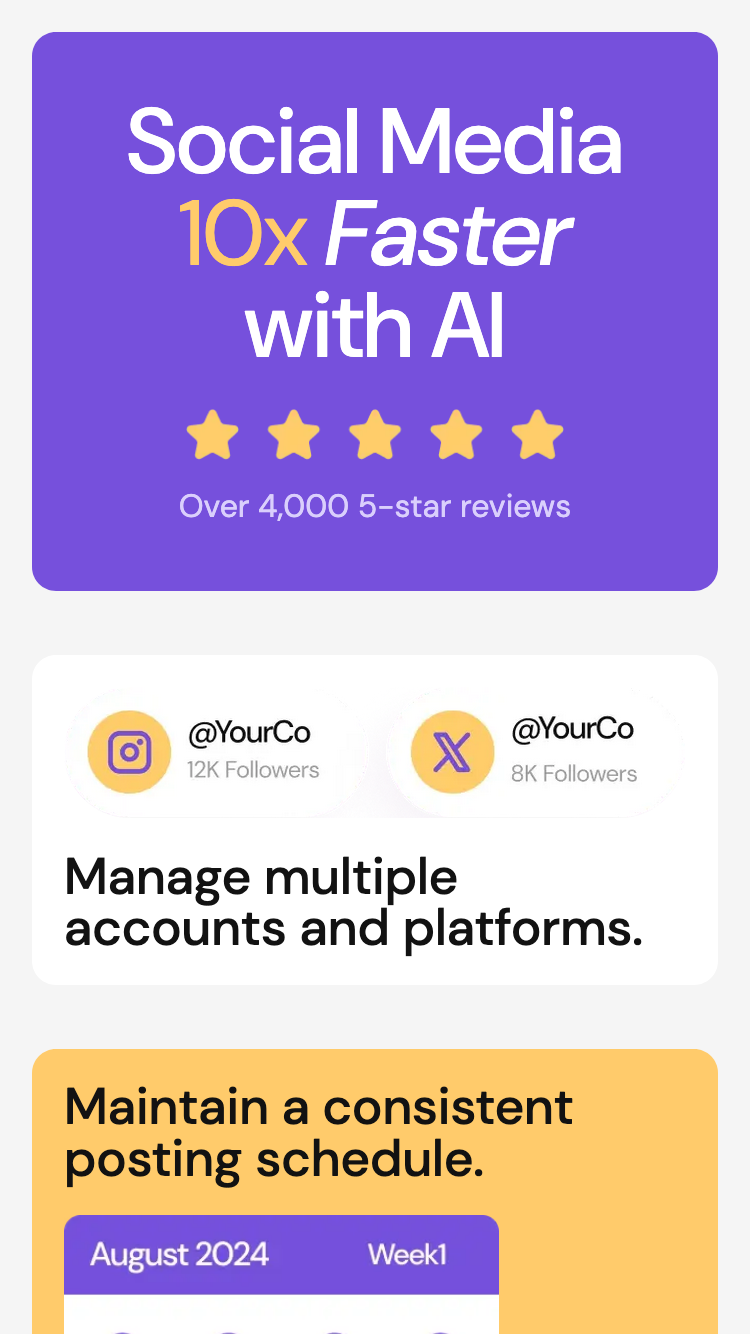 Social Media
10x Faster
with AI
Over 4,000 5-star reviews
@YourCo
12K Followers
@YourCo
8K Followers
Manage multiple
accounts and platforms.
Maintain a consistent
posting schedule.
August 2024 Week1